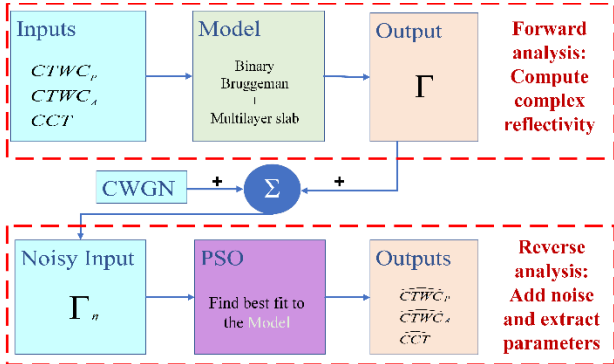 Inputs
CTWC_P
CTWC_A
CCT
Model
Binary
Bruggeman
+
Multilayer slab
Output
Γ
Forward
analysis:
Compute
complex
reflectivity
CWGN
+
Σ
+
Noisy Input
Γ_n
PSO
Find best fit to
the Model
Outputs
CTWC_P
CTWC_A
CCT
Reverse
analysis:
Add noise
and extract
parameters